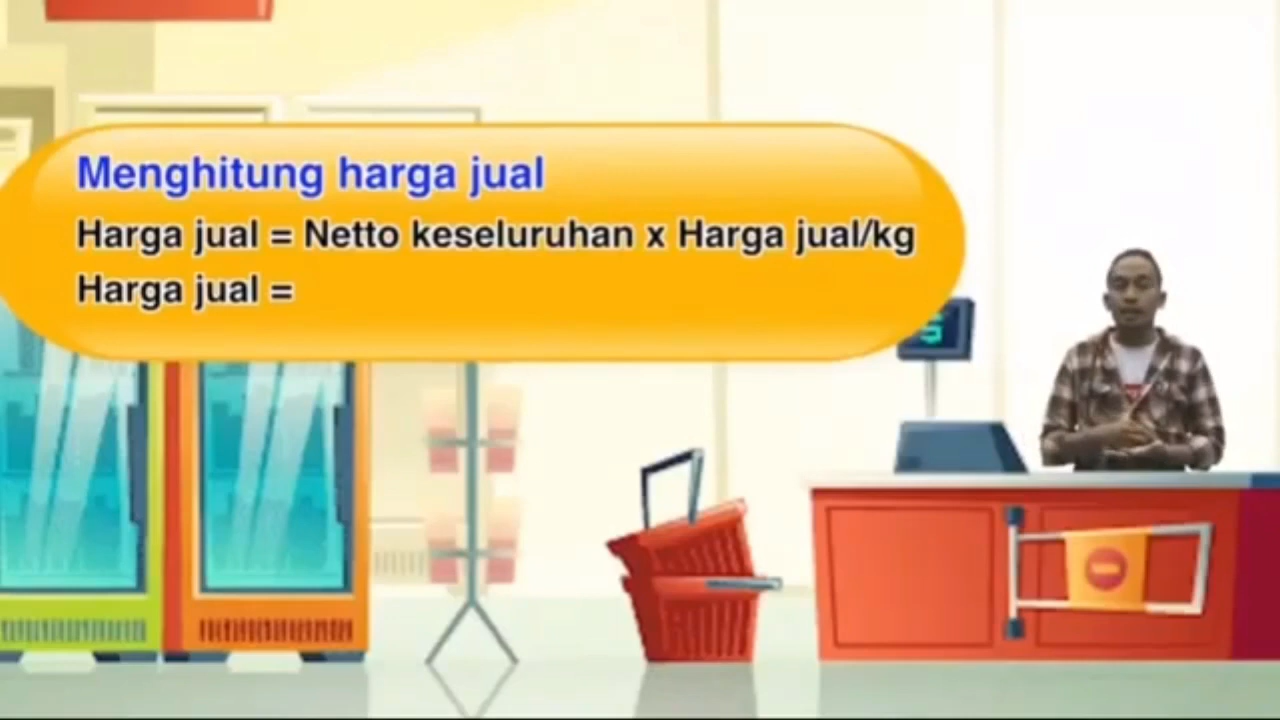 Menghitung harga jual
Harga jual = Netto keseluruhan x Harga jual/kg
Harga jual =